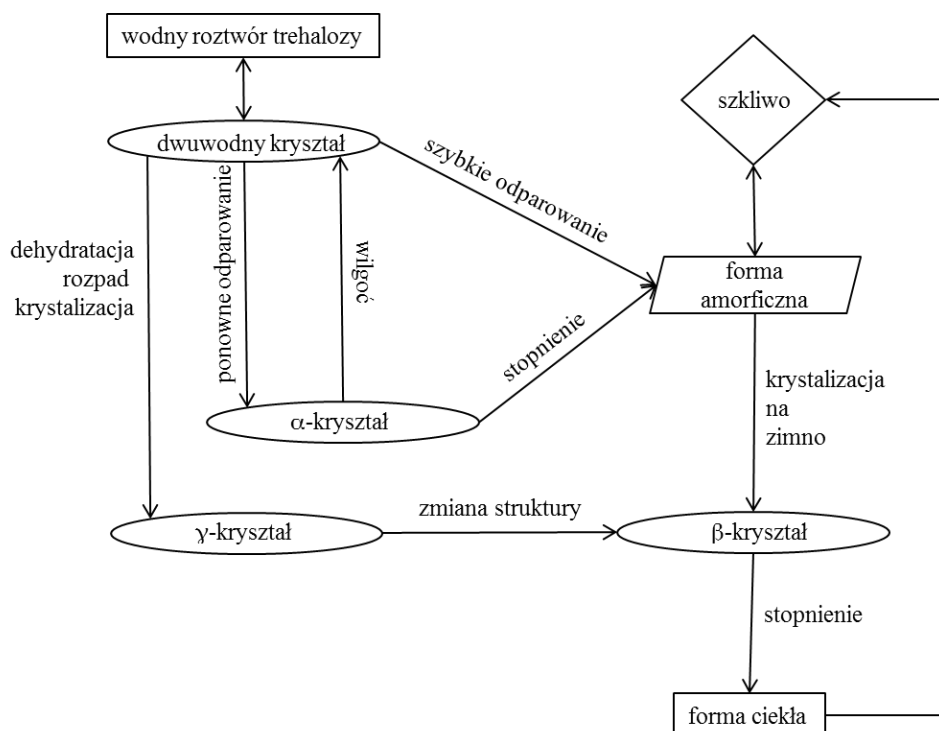 wodny roztwór trehalozy
szkliwo
dwuwodny kryształ
szybkie odparowanie
ponowne odparowanie
wilgoć
dehydratacja
rozpad
krystalizacja
forma
amorficzna
stopnienie
krystalizacja
na
zimno
α-kryształ
γ-kryształ
zmiana struktury
β-kryształ
stopnienie
forma ciekła